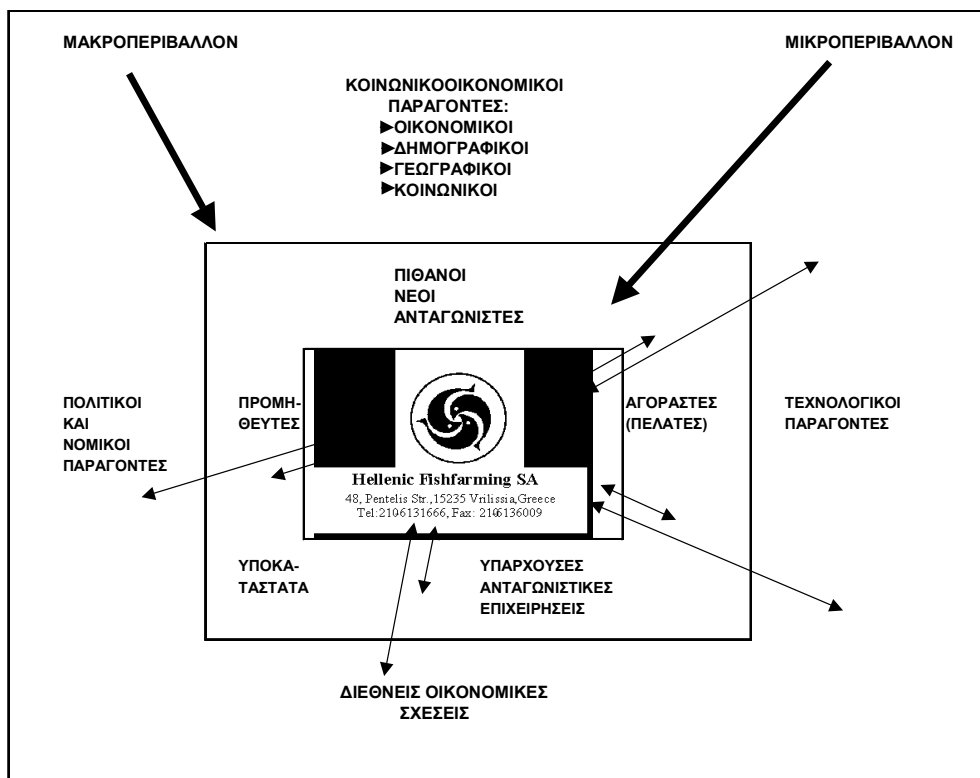 ΜΑΚΡΟΠΕΡΙΒΑΛΛΟΝ
ΜΙΚΡΟΠΕΡΙΒΑΛΛΟΝ
ΚΟΙΝΩΝΙΚΟΟΙΚΟΝΟΜΙΚΟΙ
ΠΑΡΑΓΟΝΤΕΣ:
►ΟΙΚΟΝΟΜΙΚΟΙ
►ΔΗΜΟΓΡΑΦΙΚΟΙ
►ΓΕΩΓΡΑΦΙΚΟΙ
►ΚΟΙΝΩΝΙΚΟΙ
ΠΙΘΑΝΟΙ
ΝΕΟΙ
ΑΝΤΑΓΩΝΙΣΤΕΣ
ΠΟΛΙΤΙΚΟΙ
ΚΑΙ
ΝΟΜΙΚΟΙ
ΠΑΡΑΓΟΝΤΕΣ
ΠΡΟΜΗ-
ΘΕΥΤΕΣ
ΑΓΟΡΑΣΤΕΣ
(ΠΕΛΑΤΕΣ)
ΤΕΧΝΟΛΟΓΙΚΟΙ
ΠΑΡΑΓΟΝΤΕΣ
Hellenic Fishfarming SA
48, Pentelis Str.,15235 Vrilissia,Greece
Tel:2106131666, Fax: 2106136009
ΥΠΟΚΑ-
ΤΑΣΤΑΤΑ
ΥΠΑΡΧΟΥΣΕΣ
ΑΝΤΑΓΩΝΙΣΤΙΚΕΣ
ΕΠΙΧΕΙΡΗΣΕΙΣ
ΔΙΕΘΝΕΙΣ ΟΙΚΟΝΟΜΙΚΕΣ
ΣΧΕΣΕΙΣ